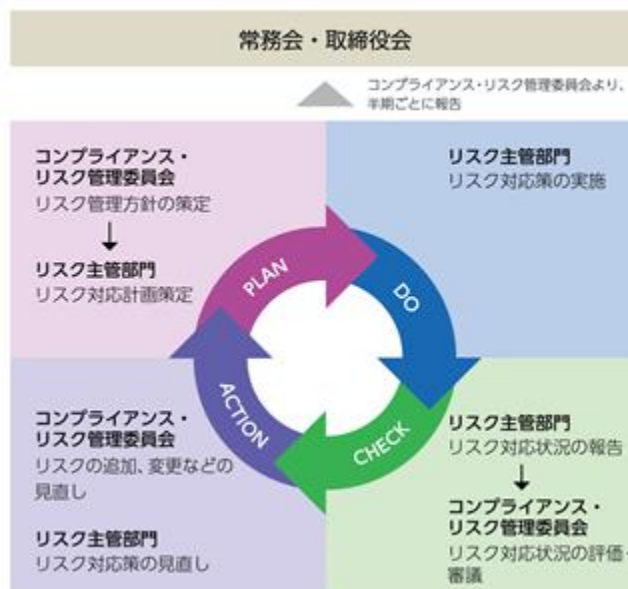 常務会・取締役会
コンプライアンス・リスク管理委員会より、
半期ごとに報告
コンプライアンス・
リスク管理委員会
リスク管理方針の策定
リスク主管部門
リスク対応計画策定
リスク主管部門
リスク対応策の実施
PLAN
DO
CHECK
ACTION
コンプライアンス・
リスク管理委員会
リスクの追加、変更などの
見直し
リスク主管部門
リスク対応策の見直し
リスク主管部門
リスク対応状況の報告
コンプライアンス・
リスク管理委員会
リスク対応状況の評価・
審議